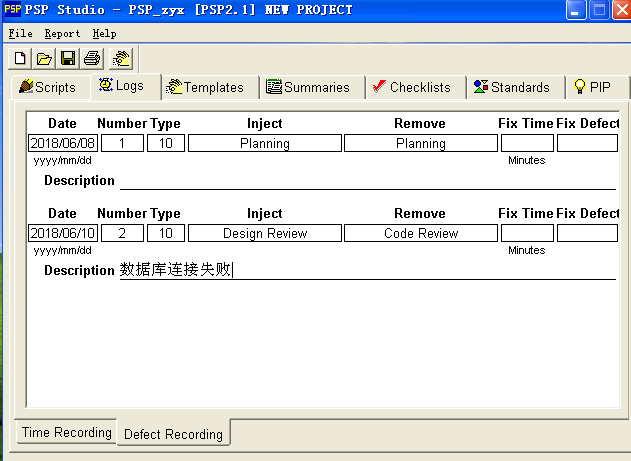 PSP PSP Studio - PSP_zyx [PSP2.1] NEW PROJECT
File Report Help
Scripts Logs Templates Summaries Checklists Standards PIP
Date Number Type Inject Remove Fix Time Fix Defect
2018/06/08 1 10 Planning Planning
yyyy/mm/dd Minutes
Description
Date Number Type Inject Remove Fix Time Fix Defect
2018/06/10 2 10 Design Review Code Review
yyyy/mm/dd Minutes
Description 数据库连接失败
Time Recording Defect Recording